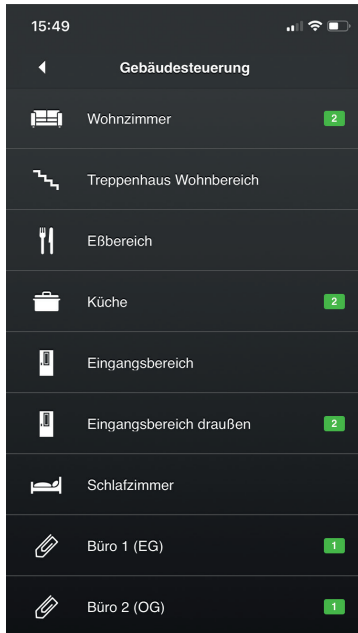 15:49
Gebäudesteuerung
Wohnzimmer 2
Treppenhaus Wohnbereich
Eßbereich
Küche 2
Eingangsbereich
Eingangsbereich draußen 2
Schlafzimmer
Büro 1 (EG) 1
Büro 2 (OG) 1